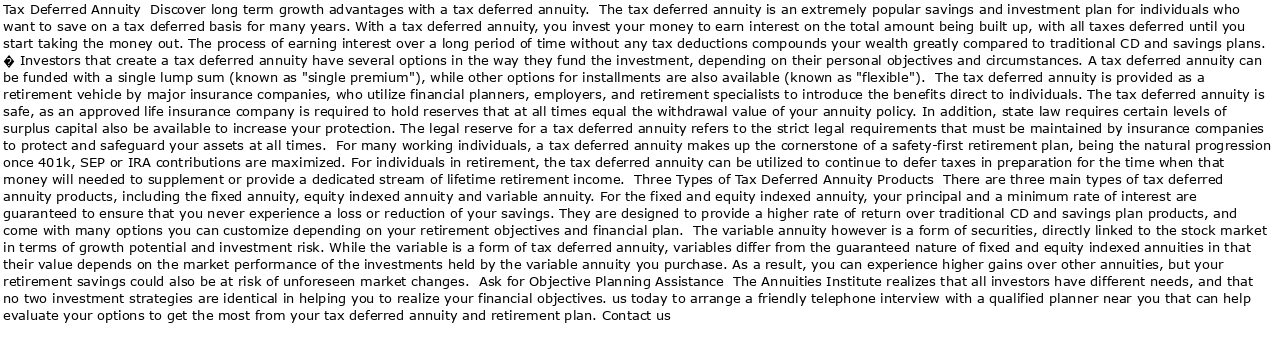 Tax Deferred Annuity  Discover long term growth advantages with a tax deferred annuity.  The tax deferred annuity is an extremely popular savings and investment plan for individuals who
want to save on a tax deferred basis for many years. With a tax deferred annuity, you invest your money to earn interest on the total amount being built up, with all taxes deferred until you
start taking the money out. The process of earning interest over a long period of time without any tax deductions compounds your wealth greatly compared to traditional CD and savings plans.
� Investors that create a tax deferred annuity have several options in the way they fund the investment, depending on their personal objectives and circumstances. A tax deferred annuity can
be funded with a single lump sum (known as "single premium"), while other options for installments are also available (known as "flexible").  The tax deferred annuity is provided as a
retirement vehicle by major insurance companies, who utilize financial planners, employers, and retirement specialists to introduce the benefits direct to individuals. The tax deferred annuity is
safe, as an approved life insurance company is required to hold reserves that at all times equal the withdrawal value of your annuity policy. In addition, state law requires certain levels of
surplus capital also be available to increase your protection. The legal reserve for a tax deferred annuity refers to the strict legal requirements that must be maintained by insurance companies
to protect and safeguard your assets at all times.  For many working individuals, a tax deferred annuity makes up the cornerstone of a safety-first retirement plan, being the natural progression
once 401k, SEP or IRA contributions are maximized. For individuals in retirement, the tax deferred annuity can be utilized to continue to defer taxes in preparation for the time when that
money will needed to supplement or provide a dedicated stream of lifetime retirement income.  Three Types of Tax Deferred Annuity Products  There are three main types of tax deferred
annuity products, including the fixed annuity, equity indexed annuity and variable annuity. For the fixed and equity indexed annuity, your principal and a minimum rate of interest are
guaranteed to ensure that you never experience a loss or reduction of your savings. They are designed to provide a higher rate of return over traditional CD and savings plan products, and
come with many options you can customize depending on your retirement objectives and financial plan.  The variable annuity however is a form of securities, directly linked to the stock market
in terms of growth potential and investment risk. While the variable is a form of tax deferred annuity, variables differ from the guaranteed nature of fixed and equity indexed annuities in that
their value depends on the market performance of the investments held by the variable annuity you purchase. As a result, you can experience higher gains over other annuities, but your
retirement savings could also be at risk of unforeseen market changes.  Ask for Objective Planning Assistance  The Annuities Institute realizes that all investors have different needs, and that
no two investment strategies are identical in helping you to realize your financial objectives. us today to arrange a friendly telephone interview with a qualified planner near you that can help
evaluate your options to get the most from your tax deferred annuity and retirement plan. Contact us